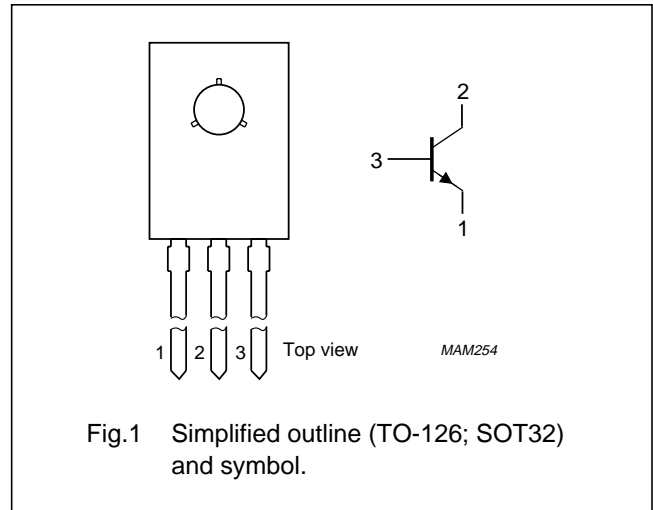 2
3
1
1 2 3 Top view MAM254
Fig.1 Simplified outline (TO-126; SOT32)
and symbol.